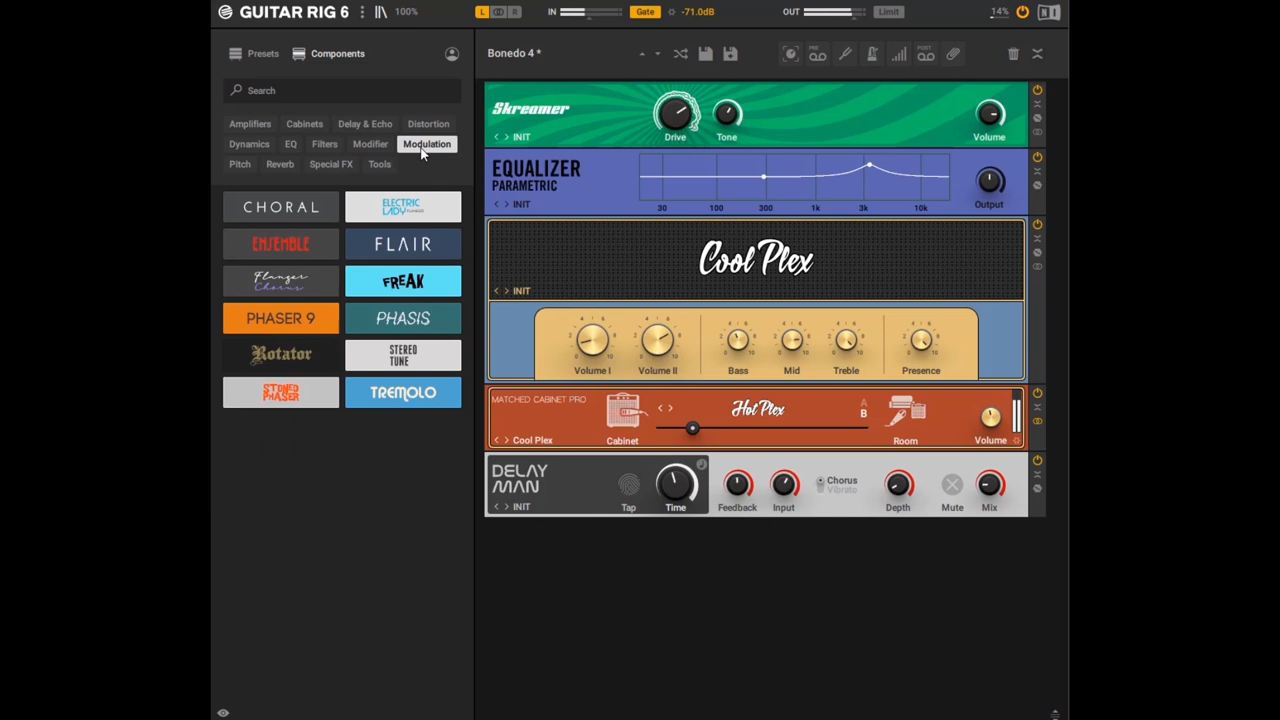 GUITAR RIG 6
100%
L R
IN
Gate
-71.0dB
OUT
Limit
14%
Presets
Components
Bonedo 4 *
PRE
POST
Search
Amplifiers Cabinets Delay & Echo Distortion
Dynamics EQ Filters Modifier Modulation
Pitch Reverb Special FX Tools
CHORAL
ELECTRIC LADY
ENSEMBLE
FLAIR
Flanger
Chorus
FREAK
PHASER 9
PHASIS
Rotator
STEREO
TUNE
STONED
PHASER
TREMOLO
Skreamer
INIT
Drive
Tone
Volume
EQUALIZER
PARAMETRIC
INIT
30 100 300 1k 3k 10k
Output
Cool Plex
INIT
Volume I
Volume II
Bass
Mid
Treble
Presence
MATCHED CABINET PRO
Cool Plex
Cabinet
Hot Plex
A
B
Room
Volume
DELAY
MAN
INIT
Tap
Time
Feedback
Input
Chorus
Vibrato
Depth
Mute
Mix